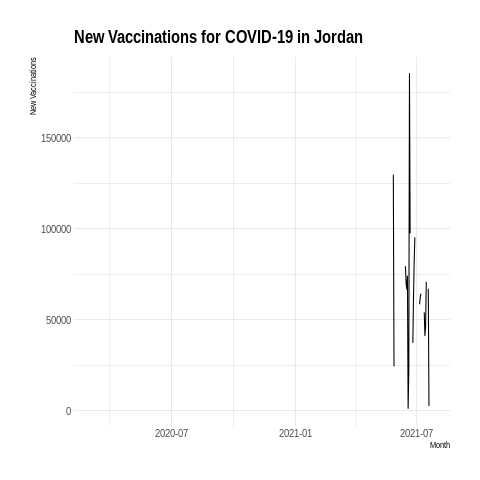 New Vaccinations for COVID-19 in Jordan
New Vaccinations
150000
100000
50000
0
2020-07
2021-01
2021-07
Month